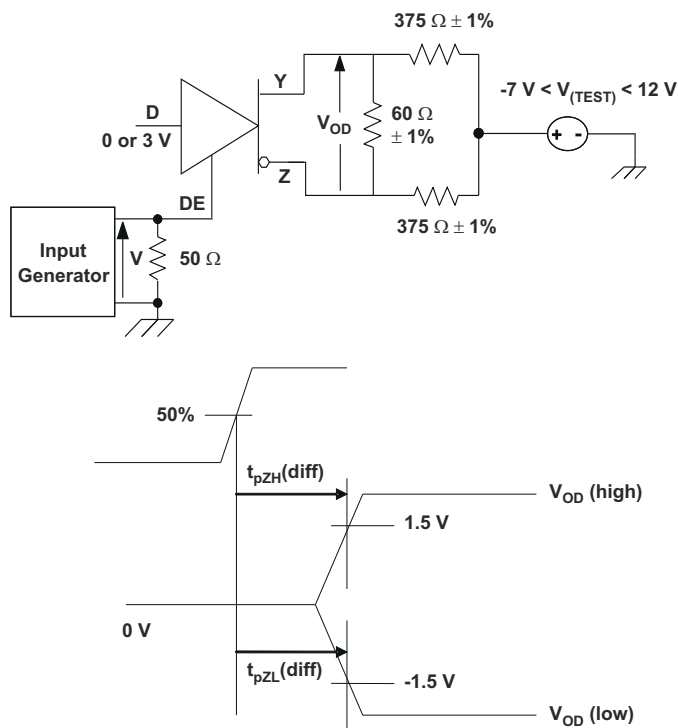 375 Ω ± 1%
Y
-7 V < V(TEST) < 12 V
D
0 or 3 V
VOD
60 Ω
± 1%
+ -
Z
DE
375 Ω ± 1%
Input
Generator
V
50 Ω
50%
tpZH(diff)
VOD (high)
1.5 V
0 V
tpZL(diff)
-1.5 V
VOD (low)